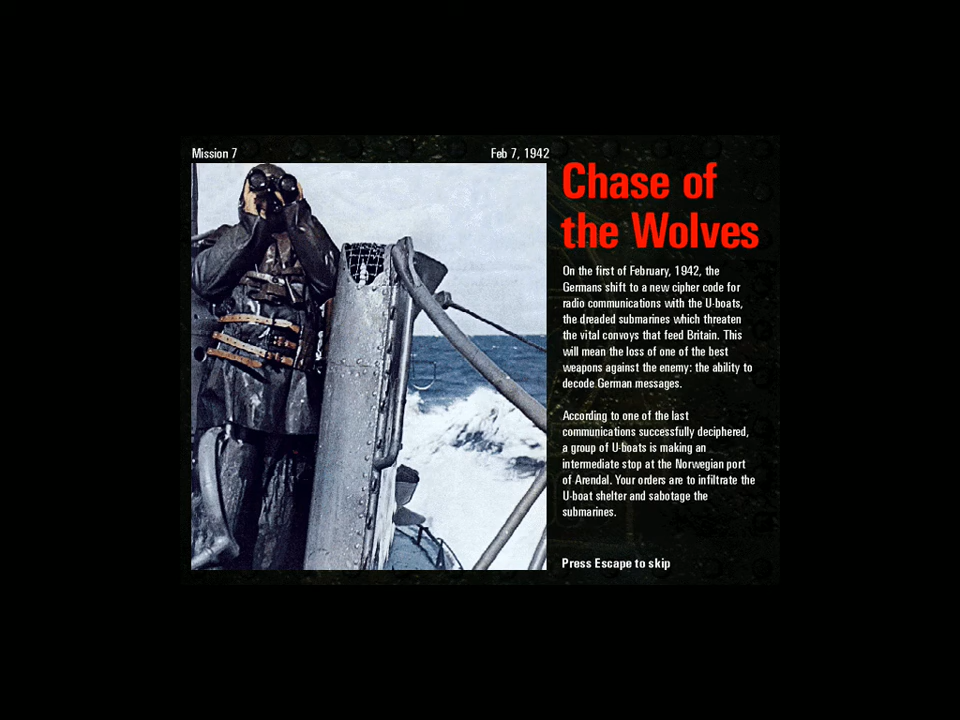 Mission 7
Feb 7, 1942
Chase of
the Wolves
On the first of February, 1942, the
Germans shift to a new cipher code for
radio communications with the U-boats,
the dreaded submarines which threaten
the vital convoys that feed Britain. This
will mean the loss of one of the best
weapons against the enemy: the ability to
decode German messages.
According to one of the last
communications successfully deciphered,
a group of U-boats is making an
intermediate stop at the Norwegian port
of Arendal. Your orders are to infiltrate the
U-boat shelter and sabotage the
submarines.
Press Escape to skip